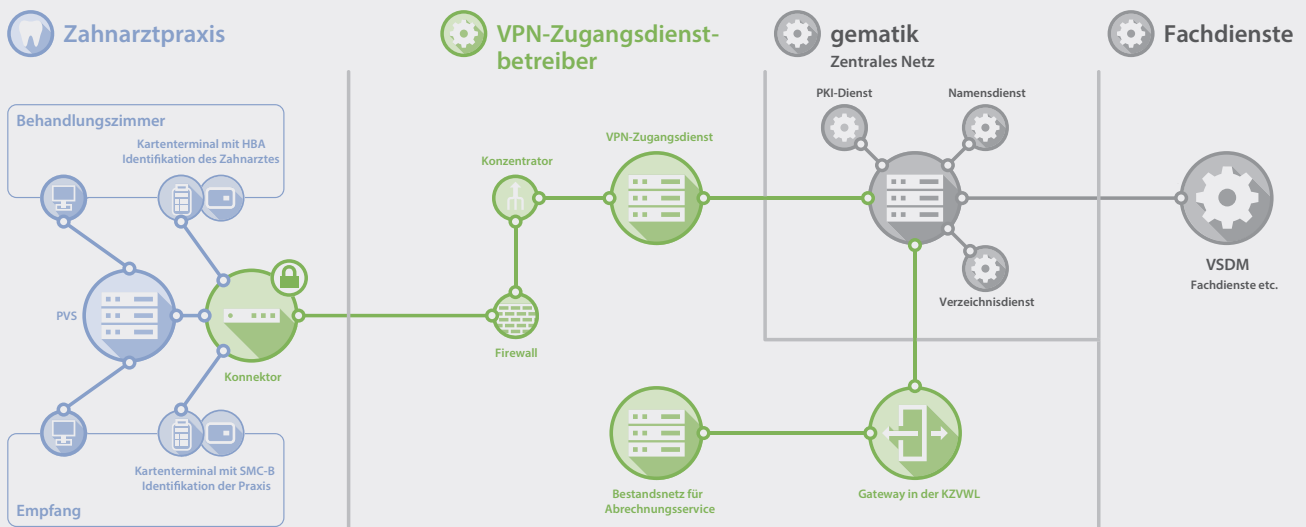 Zahnarztpraxis
VPN-Zugangsdienst-
betreiber
gematik
Zentrales Netz
Fachdienste
Behandlungszimmer
Kartenterminal mit HBA
Identifikation des Zahnarztes
PVS
Konnektor
Kartenterminal mit SMC-B
Identifikation der Praxis
Empfang
Konzentrator
VPN-Zugangsdienst
Firewall
PKI-Dienst
Namensdienst
Verzeichnisdienst
VSDM
Fachdienste etc.
Bestandsnetz für
Abrechnungsservice
Gateway in der KZVWL